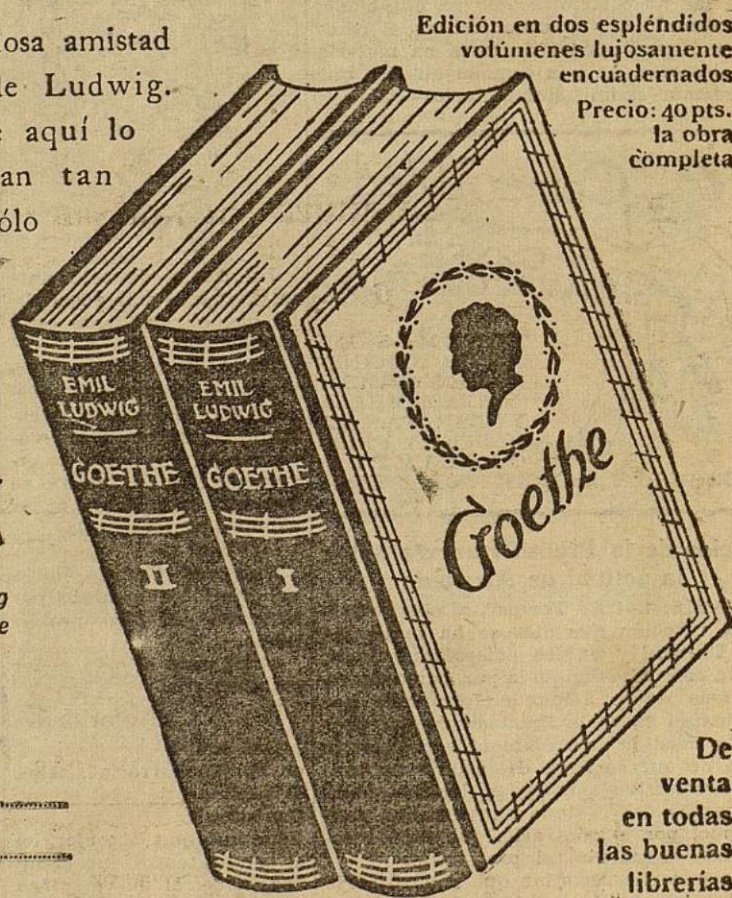 Edición en dos espléndidos
volúmenes lujosamente
encuadernados
Precio: 40 pts.
la obra
completa
osa amistad
Ludwig.
aquí lo
an tan
ólo
EMIL
LUDWIG
GOETHE
II
EMIL
LUDWIG
GOETHE
I
Goethe
De
venta
en todas
las buenas
librerías